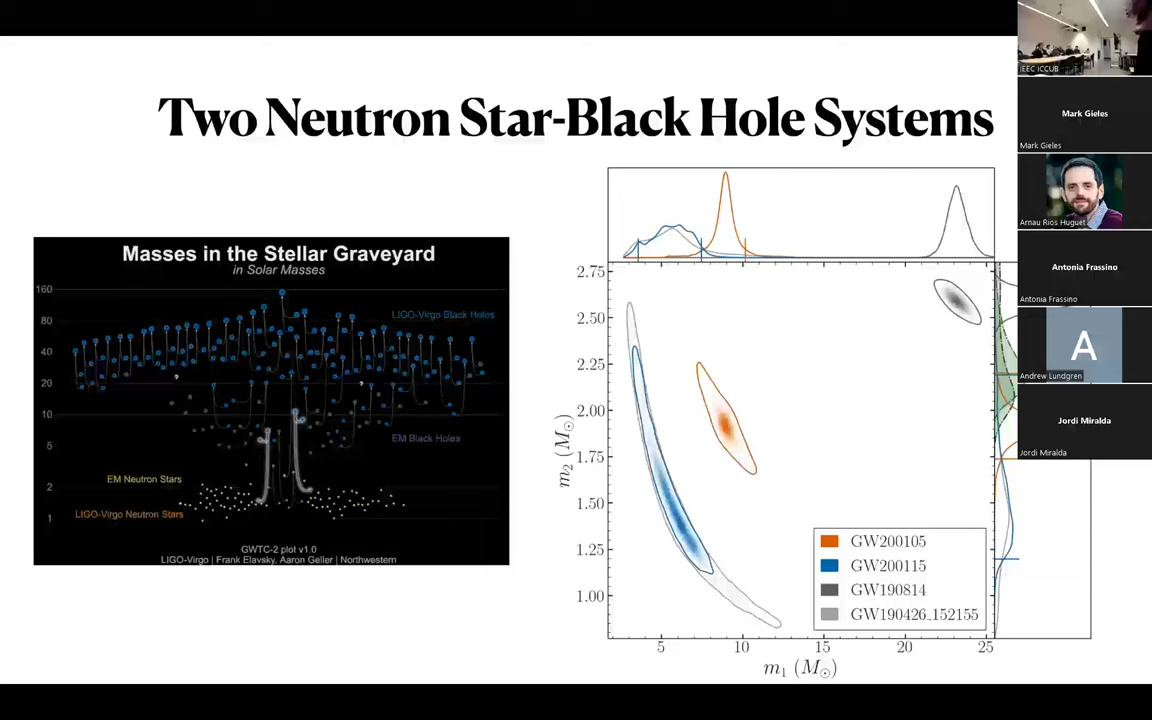 Two Neutron Star-Black Hole Systems
Masses in the Stellar Graveyard
in Solar Masses
160
80
40
20
10
5
2
1
LIGO-Virgo Black Holes
EM Black Holes
EM Neutron Stars
LIGO-Virgo Neutron Stars
GWTC-2 plot v1.0
LIGO-Virgo | Frank Elavsky, Aaron Geller | Northwestern
2.75
2.50
2.25
2.00
1.75
1.50
1.25
1.00
m₂ (M☉)
5
10
15
20
25
m₁ (M☉)
GW200105
GW200115
GW190814
GW190426_152155
IEEC ICCUB
Mark Gieles
Mark Gieles
Arnau Rios Huguet
Antonia Frassino
Antonia Frassino
A
Andrew Lundgren
Jordi Miralda
Jordi Miralda